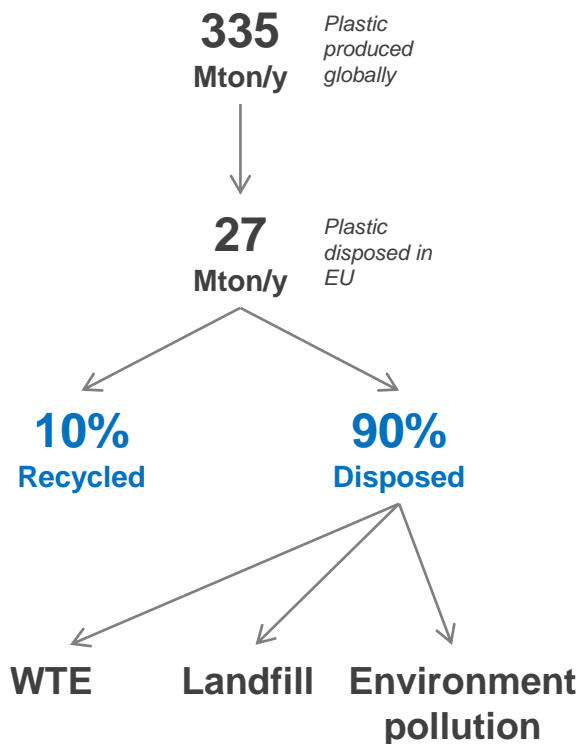 335
Mton/y
Plastic
produced
globally
27
Mton/y
Plastic
disposed in
EU
10%
Recycled
90%
Disposed
WTE
Landfill
Environment
pollution